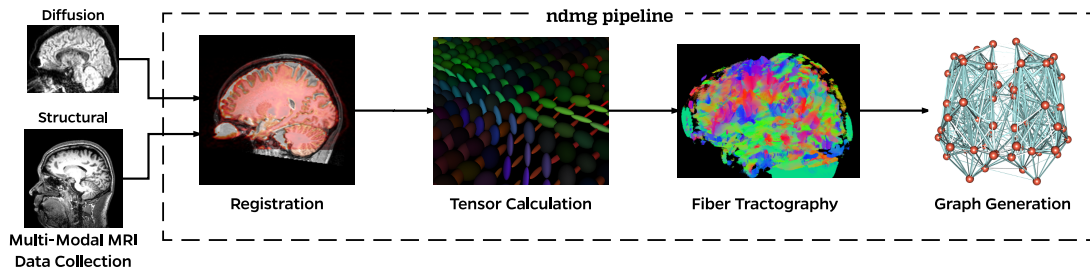 Diffusion
ndmg pipeline
Structural
Registration
Tensor Calculation
Fiber Tractography
Graph Generation
Multi-Modal MRI
Data Collection